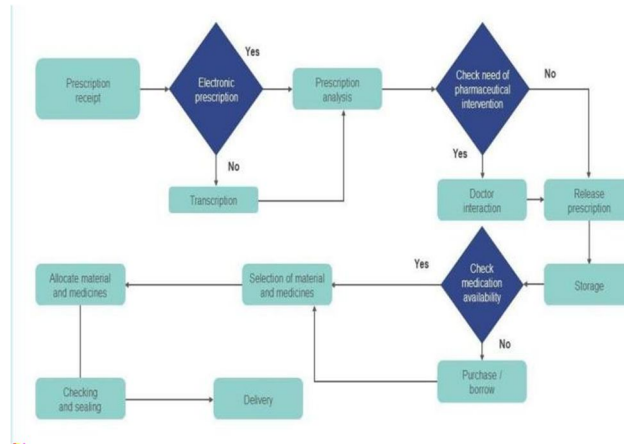 Yes
No
Prescription
receipt
Electronic
prescription
Prescription
analysis
Check need of
pharmaceutical
intervention
No
Yes
Transcription
Doctor
interaction
Release
prescription
Allocate material
and medicines
Selection of material
and medicines
Yes
Check
medication
availability
Storage
No
Checking
and sealing
Delivery
Purchase /
borrow